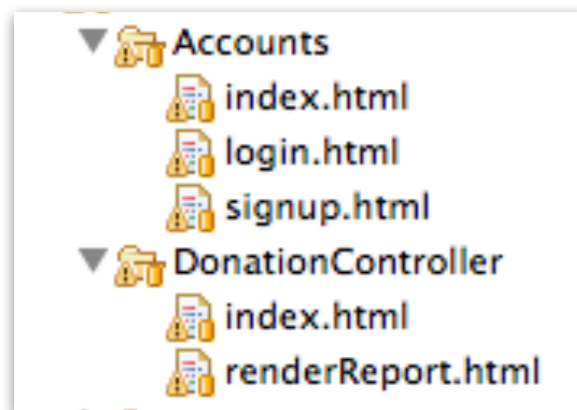 Accounts
index.html
login.html
signup.html
DonationController
index.html
renderReport.html